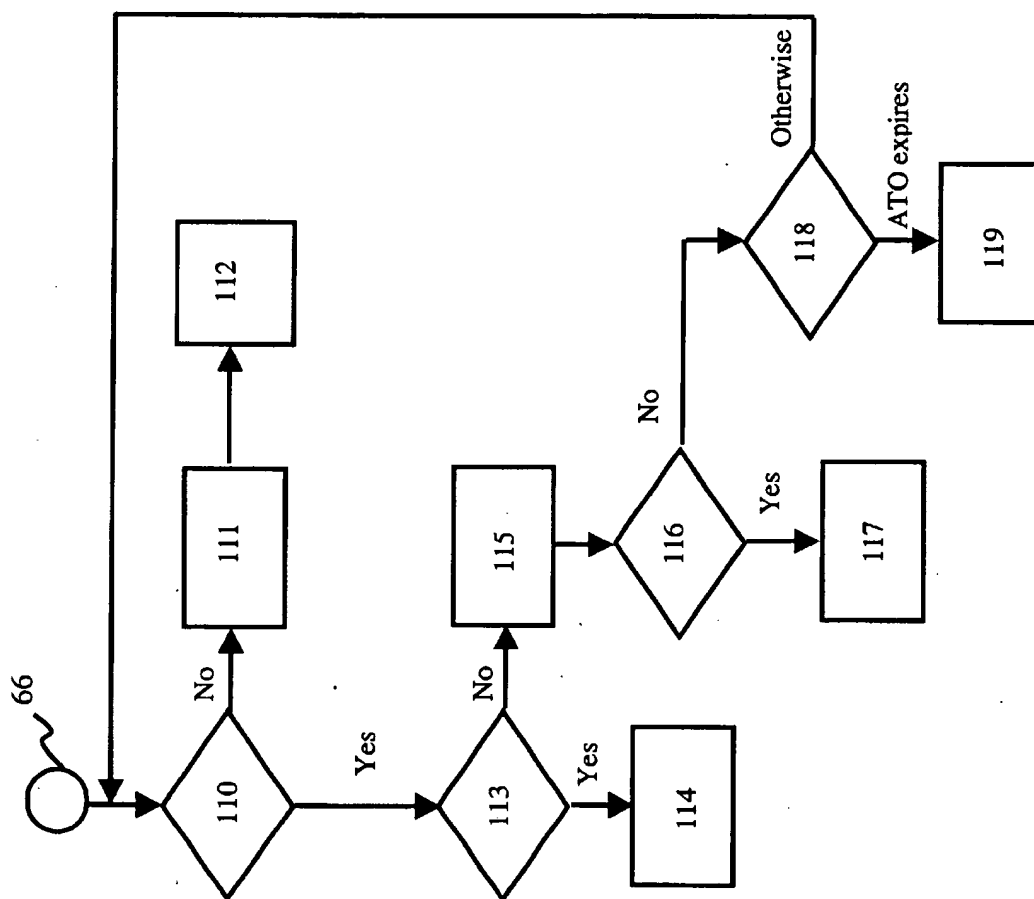 66
110
No
111
112
Yes
113
No
115
Yes
114
116
No
Yes
117
118
Otherwise
ATO expires
119